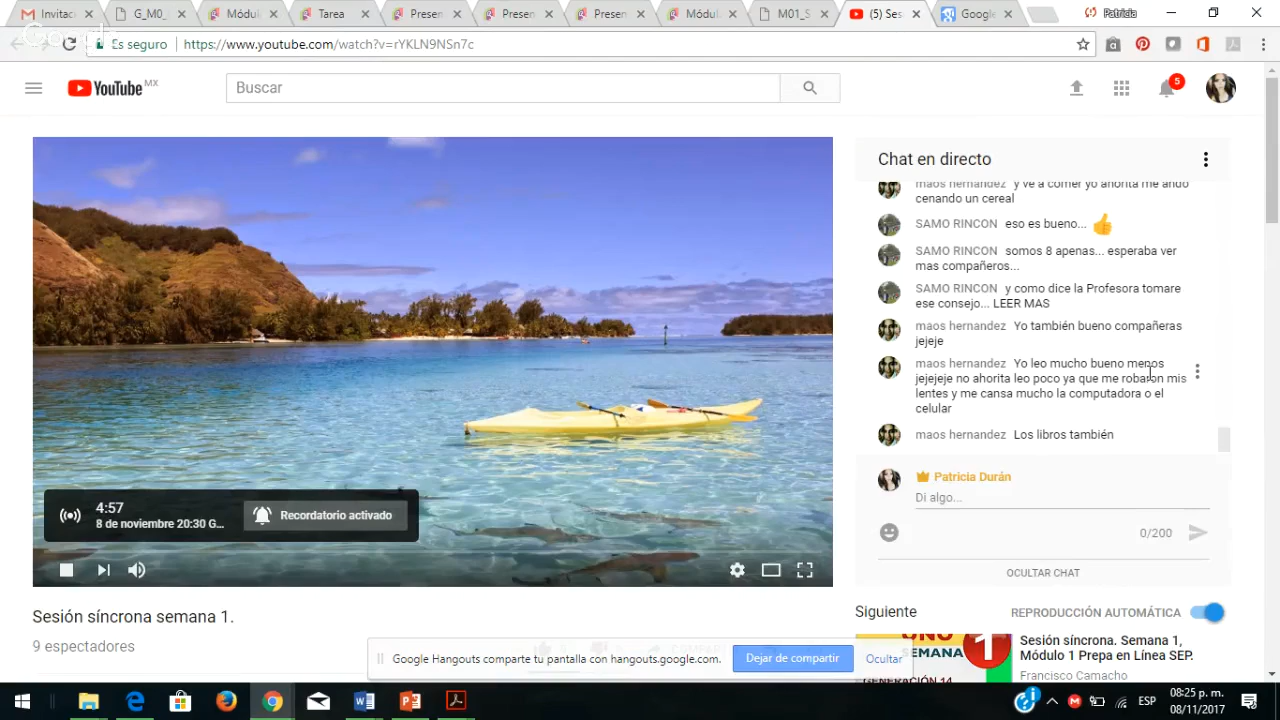 Invitac
G_M0
Módulo
Tarea
Presen
Presen
Presen
Módulo
M01_S
(5) Ses
Google
Patricia
Google
Es seguro
https://www.youtube.com/watch?v=rYKLN9NSn7c
YouTube MX
Buscar
5
Chat en directo
maos hernandez y ve a comer yo ahorita me ando
cenando un cereal
SAMO RINCON eso es bueno...
SAMO RINCON somos 8 apenas... esperaba ver
mas compañeros...
SAMO RINCON y como dice la Profesora tomare
ese consejo... LEER MAS
maos hernandez Yo también bueno compañeras
jejeje
maos hernandez Yo leo mucho bueno menos
jejejeje no ahorita leo poco ya que me robaron mis
lentes y me cansa mucho la computadora o el
celular
maos hernandez Los libros también
Patricia Durán
Di algo...
0/200
OCULTAR CHAT
4:57
8 de noviembre 20:30 G...
Recordatorio activado
Sesión síncrona semana 1.
9 espectadores
Siguiente
REPRODUCCIÓN AUTOMÁTICA
UNO
SEMANA
1
GENERACIÓN 14
Sesión síncrona. Semana 1,
Módulo 1 Prepa en Línea SEP.
Francisco Camacho
Google Hangouts comparte tu pantalla con hangouts.google.com.
Dejar de compartir
Ocultar
ESP
08:25 p. m.
08/11/2017